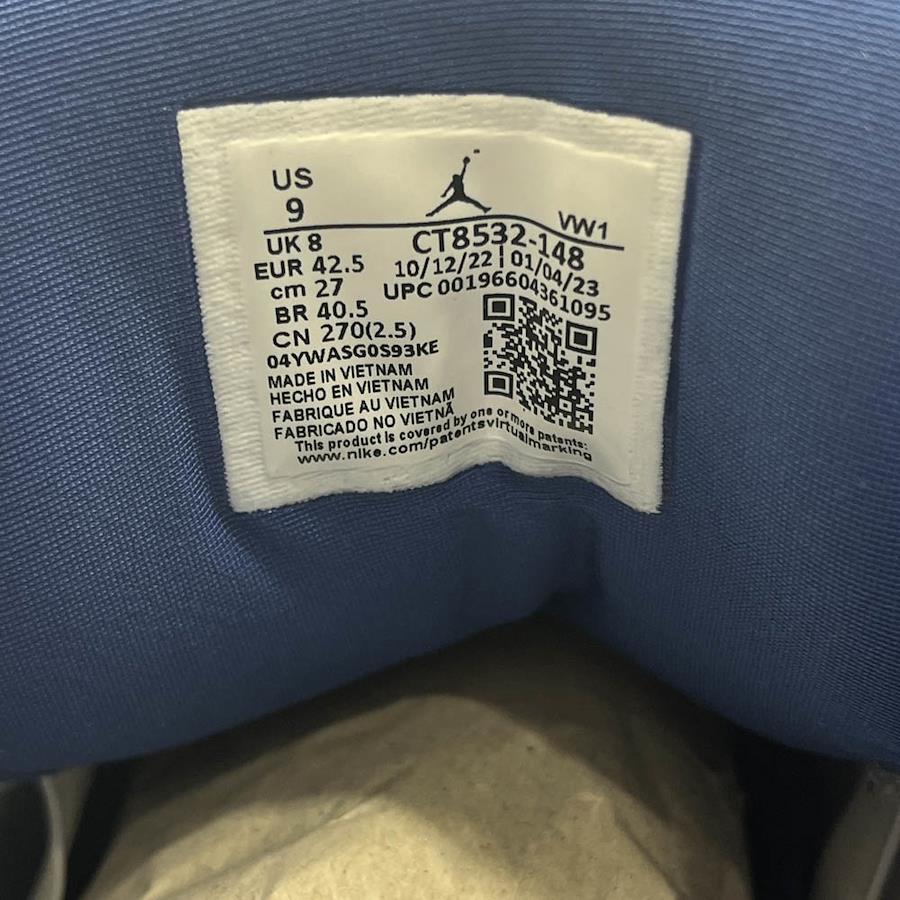 US
9
VW1
UK 8
CT8532-148
EUR 42.5
10/12/22 | 01/04/23
cm 27
UPC 00196604361095
BR 40.5
CN 270(2.5)
04YWASG0S93KE
MADE IN VIETNAM
HECHO EN VIETNAM
FABRIQUE AU VIETNAM
FABRICADO NO VIETNÃ
This product is covered by one or more patents:
www.nike.com/patentsvirtualmarking